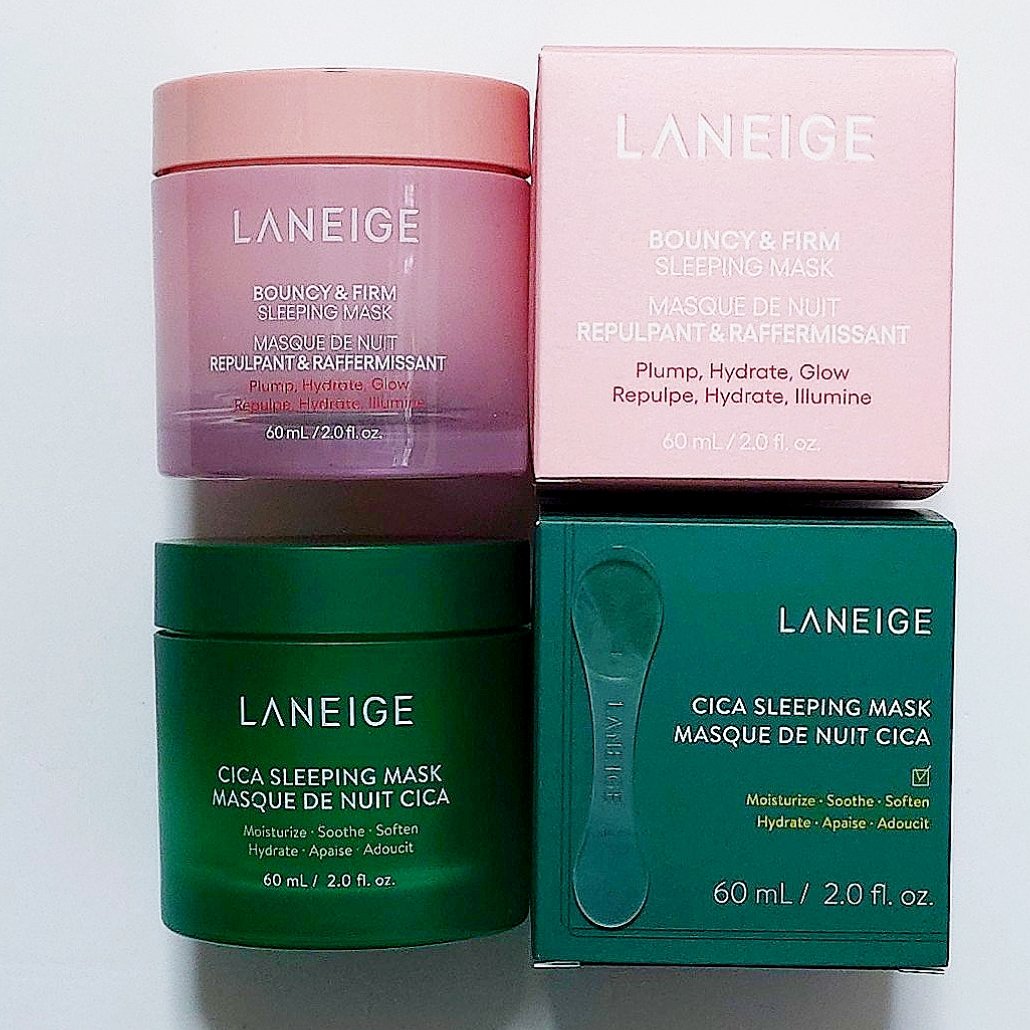 LANEIGE
BOUNCY & FIRM
SLEEPING MASK
MASQUE DE NUIT
REPULPANT & RAFFERMISSANT
Plump, Hydrate, Glow
Repulpe, Hydrate, Illumine
60 mL / 2.0 fl. oz.
LANEIGE
BOUNCY & FIRM
SLEEPING MASK
MASQUE DE NUIT
REPULPANT & RAFFERMISSANT
Plump, Hydrate, Glow
Repulpe, Hydrate, Illumine
60 mL / 2.0 fl. oz.
LANEIGE
CICA SLEEPING MASK
MASQUE DE NUIT CICA
Moisturize · Soothe · Soften
Hydrate · Apaise · Adoucit
60 mL / 2.0 fl. oz.
LANEIGE
LANEIGE
CICA SLEEPING MASK
MASQUE DE NUIT CICA
Moisturize · Soothe · Soften
Hydrate · Apaise · Adoucit
60 mL / 2.0 fl. oz.